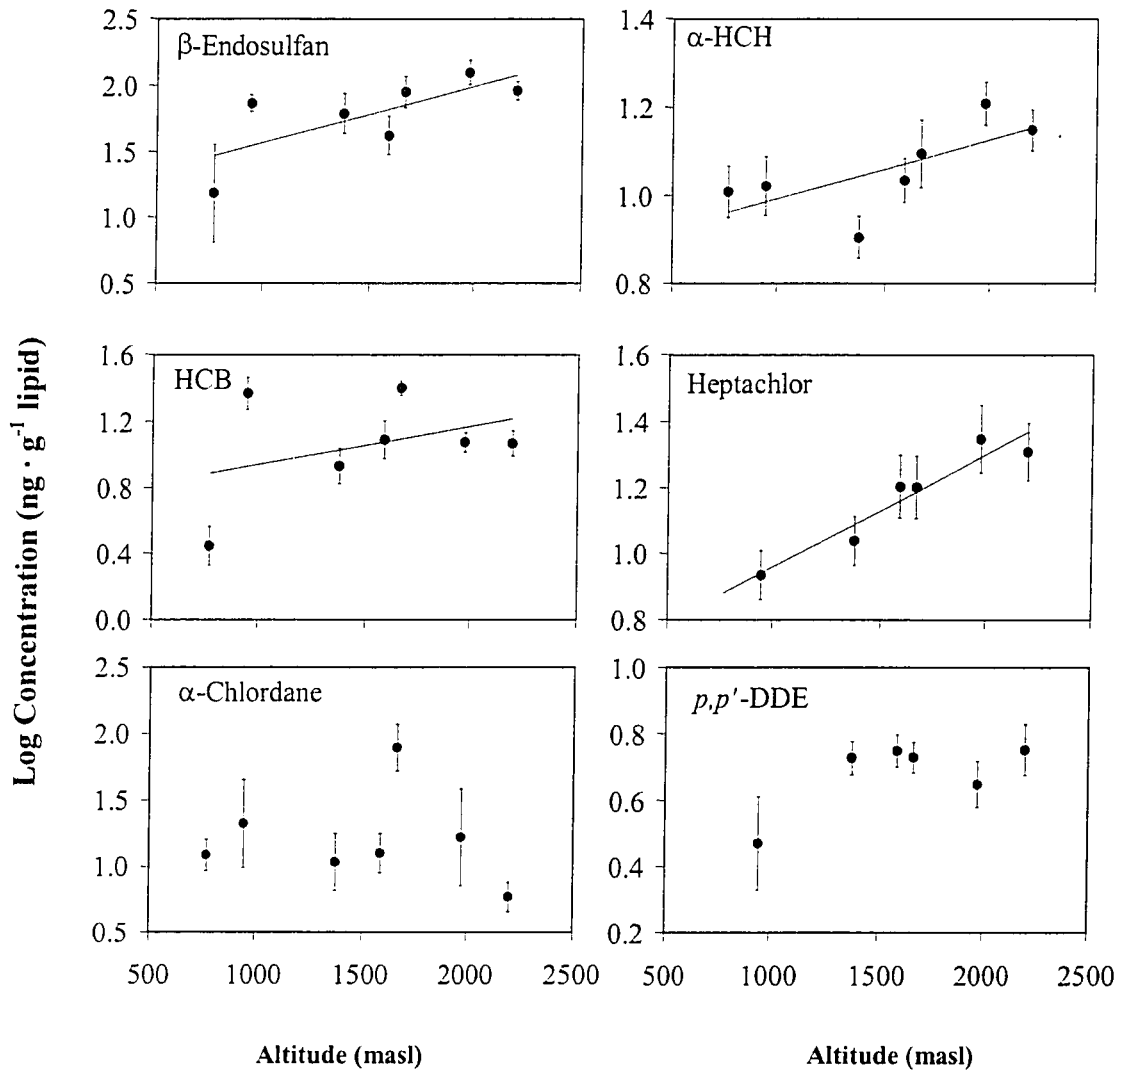 β-Endosulfan
2.5
2.0
1.5
1.0
0.5
α-HCH
1.4
1.2
1.0
0.8
HCB
1.6
1.2
0.8
0.4
0.0
Heptachlor
1.6
1.4
1.2
1.0
0.8
α-Chlordane
2.5
2.0
1.5
1.0
0.5
500 1000 1500 2000 2500
p,p'-DDE
1.0
0.8
0.6
0.4
0.2
500 1000 1500 2000 2500
Log Concentration (ng · g⁻¹ lipid)
Altitude (masl)
Altitude (masl)